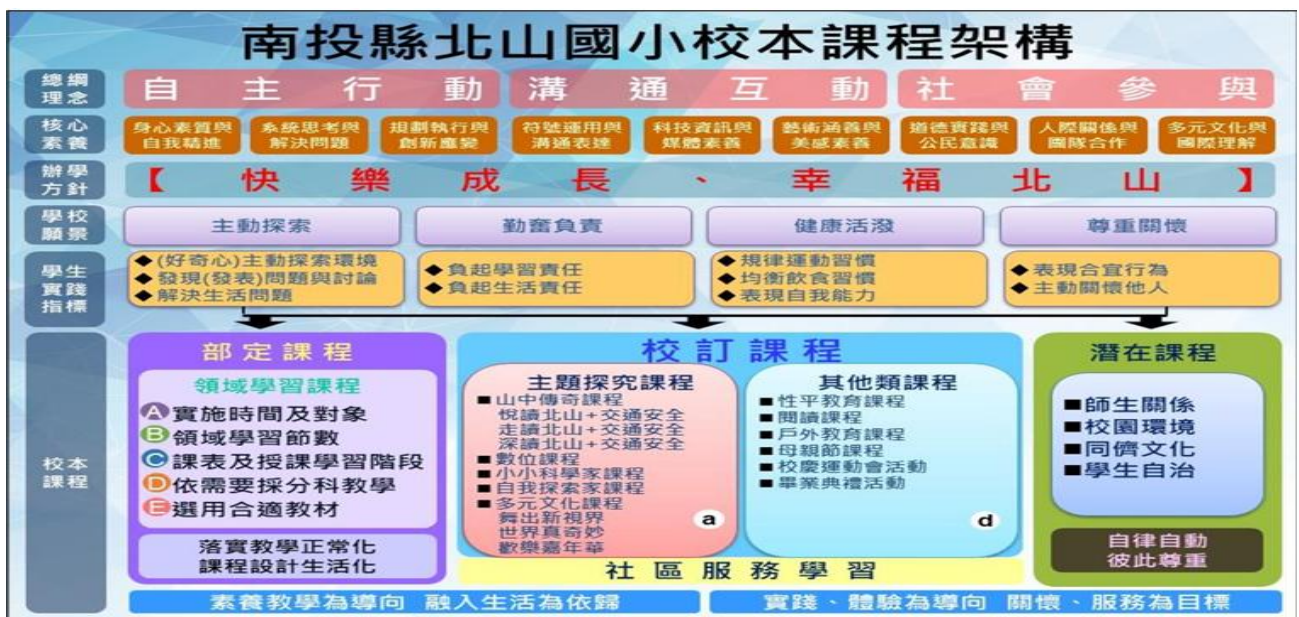 南投縣北山國小校本課程架構
總綱理念
自主行動 溝通互動 社會參與
核心素養
身心素質與自我精進
系統思考與解決問題
規劃執行與創新應變
符號運用與溝通表達
科技資訊與媒體素養
藝術涵養與美感素養
道德實踐與公民意識
人際關係與團隊合作
多元文化與國際理解
辦學方針
【快樂成長、幸福北山】
學校願景
主動探索
勤奮負責
健康活潑
尊重關懷
學生實踐指標
◆(好奇心)主動探索環境
◆發現(發表)問題與討論
◆解決生活問題
◆負起學習責任
◆負起生活責任
◆規律運動習慣
◆均衡飲食習慣
◆表現自我能力
◆表現合宜行為
◆主動關懷他人
校本課程
部定課程
領域學習課程
A實施時間及對象
B領域學習節數
C課表及授課學習階段
D依需要採分科教學
E選用合適教材
落實教學正常化
課程設計生活化
校訂課程
主題探究課程
■山中傳奇課程
悅讀北山+交通安全
走讀北山+交通安全
深讀北山+交通安全
■數位課程
■小小科學家課程
■自我探索家課程
■多元文化課程
舞出新視界
世界真奇妙
歡樂嘉年華
a
其他類課程
■性平教育課程
■閱讀課程
■戶外教育課程
■母親節課程
■校慶運動會活動
■畢業典禮活動
d
社區服務學習
潛在課程
■師生關係
■校園環境
■同儕文化
■學生自治
自律自動
彼此尊重
素養教學為導向 融入生活為依歸
實踐、體驗為導向 關懷、服務為目標